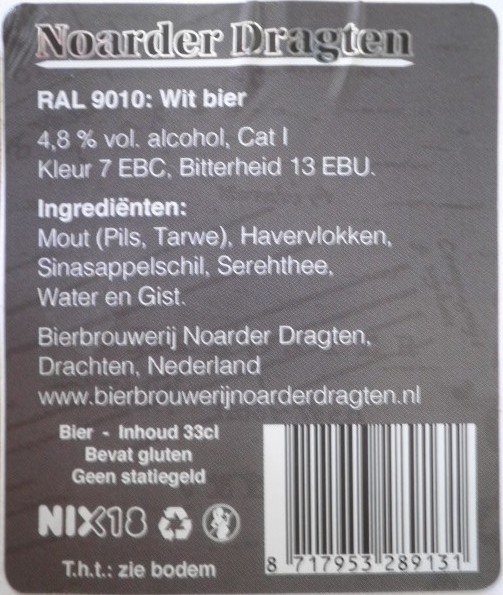 Noarder Dragten
RAL 9010: Wit bier
4,8 % vol. alcohol, Cat I
Kleur 7 EBC, Bitterheid 13 EBU.
Ingrediënten:
Mout (Pils, Tarwe), Havervlokken,
Sinasappelschil, Serehthee,
Water en Gist.
Bierbrouwerij Noarder Dragten,
Drachten, Nederland
www.bierbrouwerijnoarderdragten.nl
Bier - Inhoud 33cl
Bevat gluten
Geen statiegeld
NIX18
T.h.t.: zie bodem
8 717953 289131